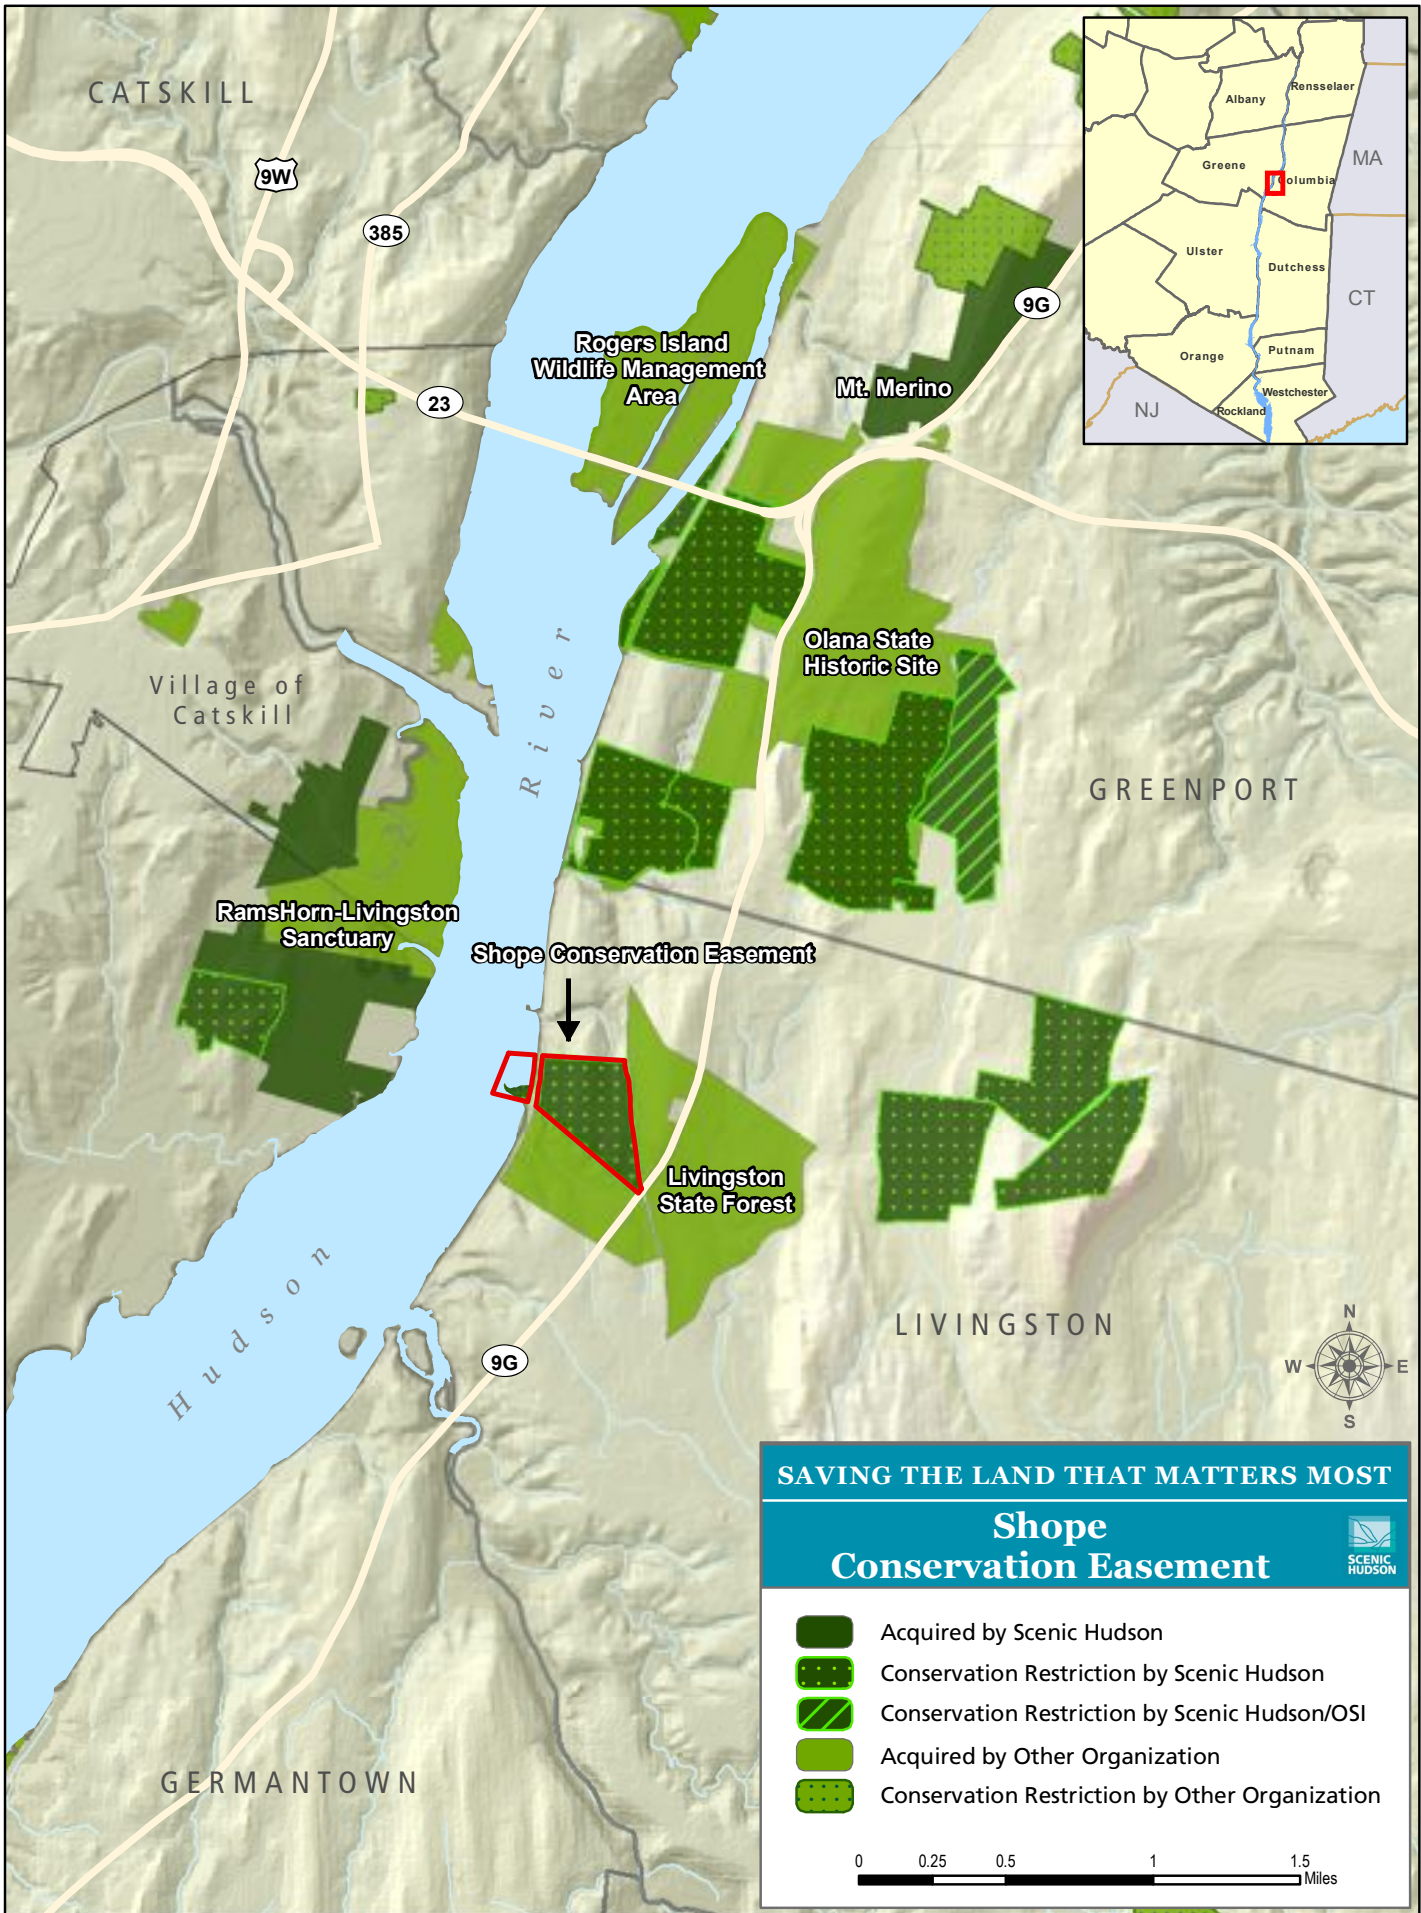 CATSKILL
9W
385
23
Rogers Island
Wildlife Management
Area
Mt. Merino
9G
Albany
Rensselaer
Greene
Columbia
MA
Ulster
Dutchess
CT
Orange
Putnam
Westchester
Rockland
NJ
Olana State
Historic Site
River
Village of
Catskill
GREENPORT
RamsHorn-Livingston
Sanctuary
Shope Conservation Easement
Livingston
State Forest
Hudson
LIVINGSTON
9G
N
W
E
S
GERMANTOWN
SAVING THE LAND THAT MATTERS MOST
Shope
Conservation Easement
SCENIC
HUDSON
Acquired by Scenic Hudson
Conservation Restriction by Scenic Hudson
Conservation Restriction by Scenic Hudson/OSI
Acquired by Other Organization
Conservation Restriction by Other Organization
0 0.25 0.5 1 1.5
Miles